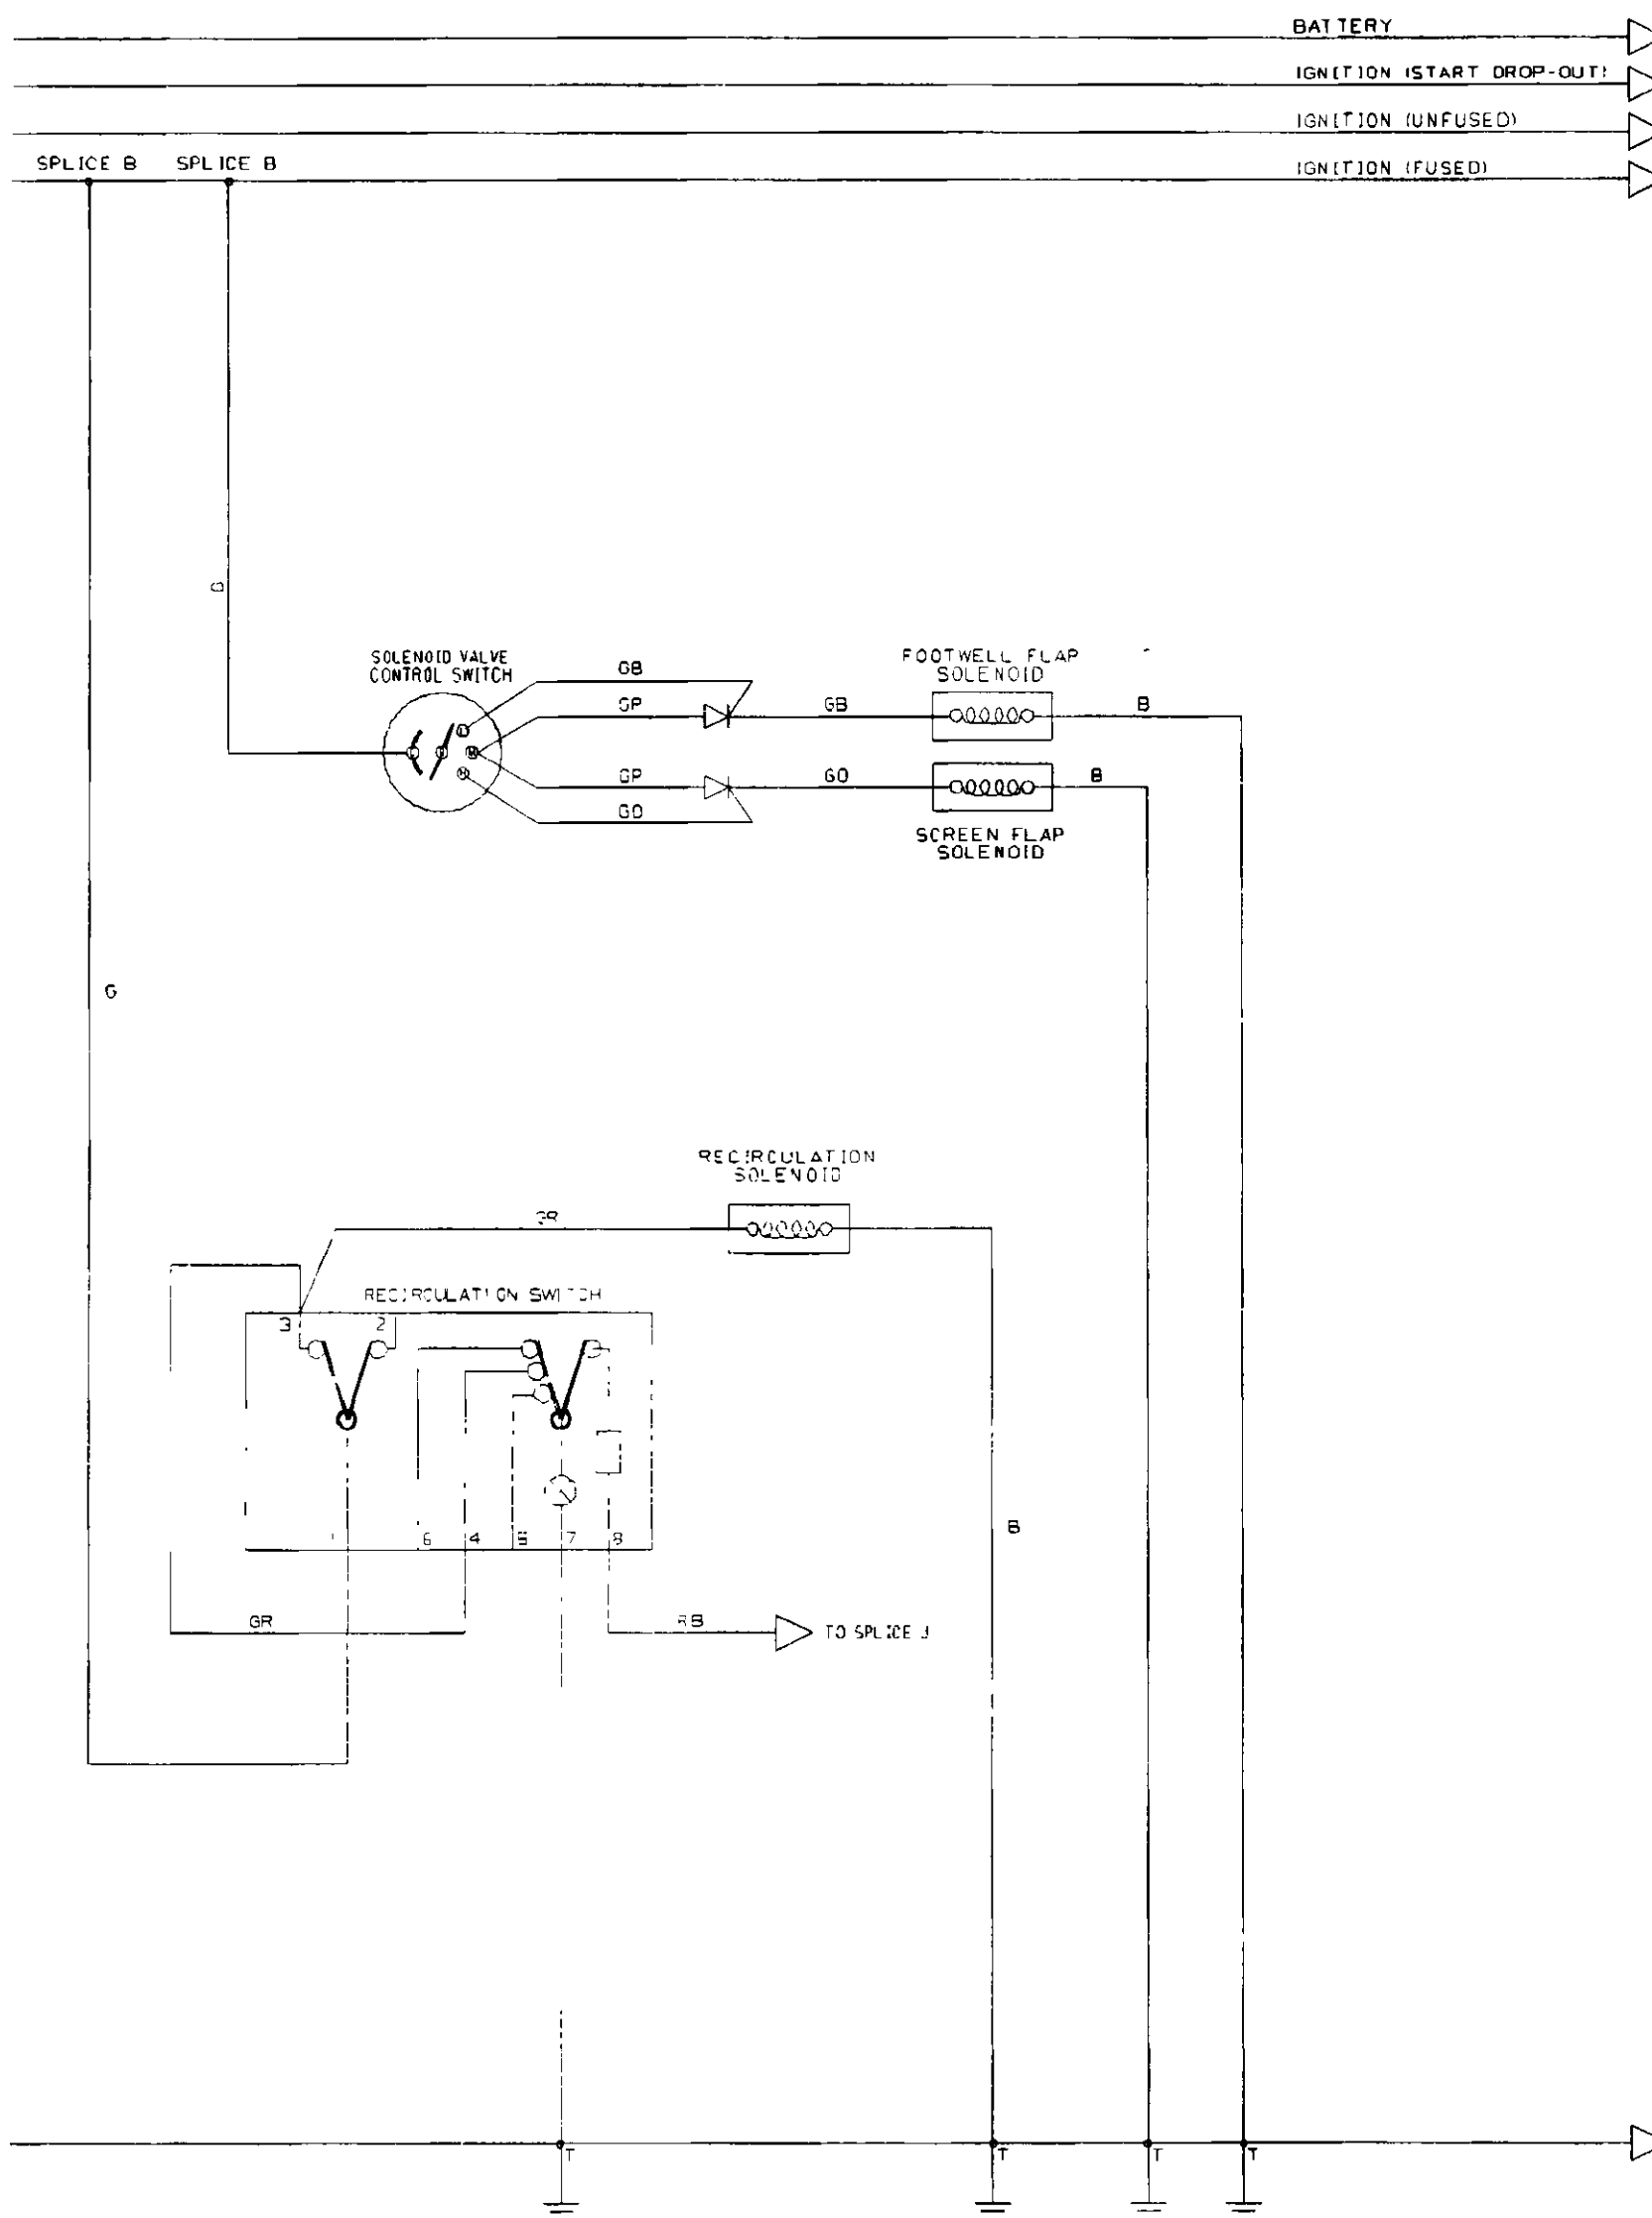 BATTERY
IGNITION (START DROP-OUT)
IGNITION (UNFUSED)
SPLICE B SPLICE B
IGNITION (FUSED)
G
SOLENOID VALVE
CONTROL SWITCH
GB
GP
GP
GO
GB
GO
FOOTWELL FLAP
SOLENOID
B
B
SCREEN FLAP
SOLENOID
G
RECIRCULATION
SOLENOID
GR
RECIRCULATION SWITCH
3 2
1 6 4 5 7 8
B
GR
RB
TO SPLICE J
T T T T